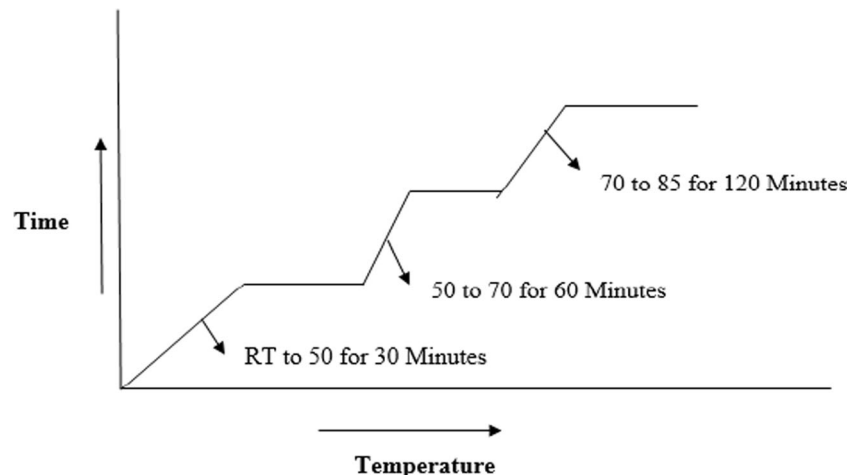 70 to 85 for 120 Minutes
Time
50 to 70 for 60 Minutes
RT to 50 for 30 Minutes
Temperature